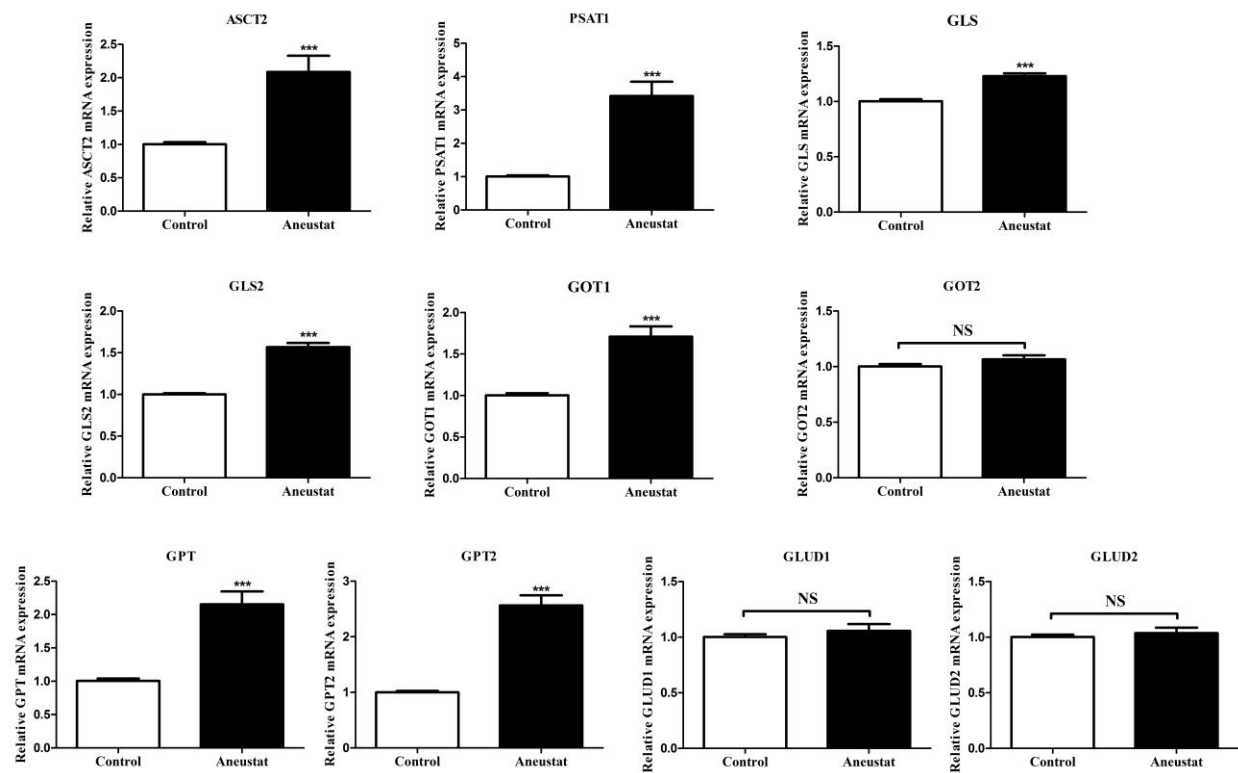 ASCT2
Relative ASCT2 mRNA expression
2.5
2.0
1.5
1.0
0.5
0.0
***
Control
Aneustat
PSAT1
Relative PSAT1 mRNA expression
5
4
3
2
1
0
***
Control
Aneustat
GLS
Relative GLS mRNA expression
1.5
1.0
0.5
0.0
***
Control
Aneustat
GLS2
Relative GLS2 mRNA expression
2.0
1.5
1.0
0.5
0.0
***
Control
Aneustat
GOT1
Relative GOT1 mRNA expression
2.0
1.5
1.0
0.5
0.0
***
Control
Aneustat
GOT2
Relative GOT2 mRNA expression
1.5
1.0
0.5
0.0
NS
Control
Aneustat
GPT
Relative GPT mRNA expression
2.5
2.0
1.5
1.0
0.5
0.0
***
Control
Aneustat
GPT2
Relative GPT2 mRNA expression
3
2
1
0
***
Control
Aneustat
GLUD1
Relative GLUD1 mRNA expression
1.5
1.0
0.5
0.0
NS
Control
Aneustat
GLUD2
Relative GLUD2 mRNA expression
1.5
1.0
0.5
0.0
NS
Control
Aneustat